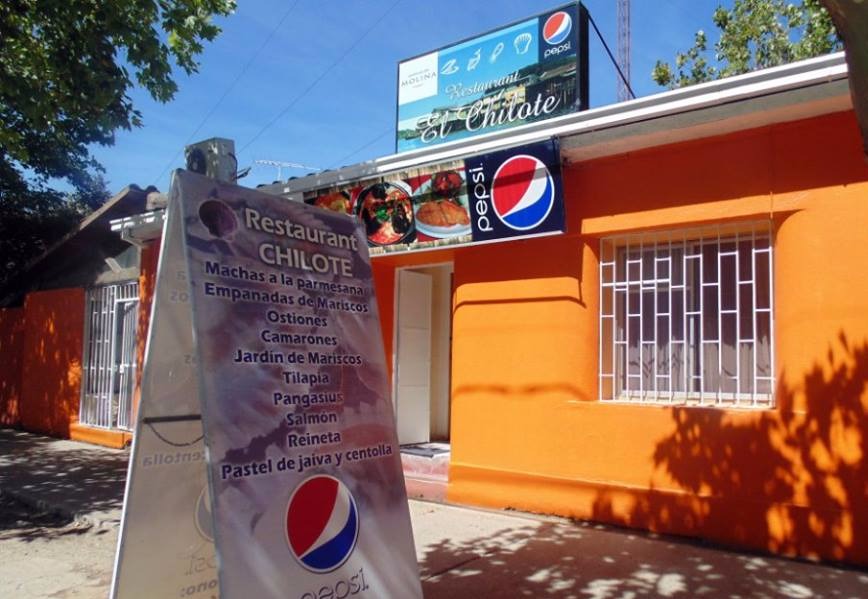 MOLINA
pepsi
Restaurant
El Chilote
pepsi
Restaurant
CHILOTE
Machas a la parmesana
Empanadas de Mariscos
Ostiones
Camarones
Jardín de Mariscos
Tilapia
Pangasius
Salmón
Reineta
Pastel de jaiva y centolla
pepsi